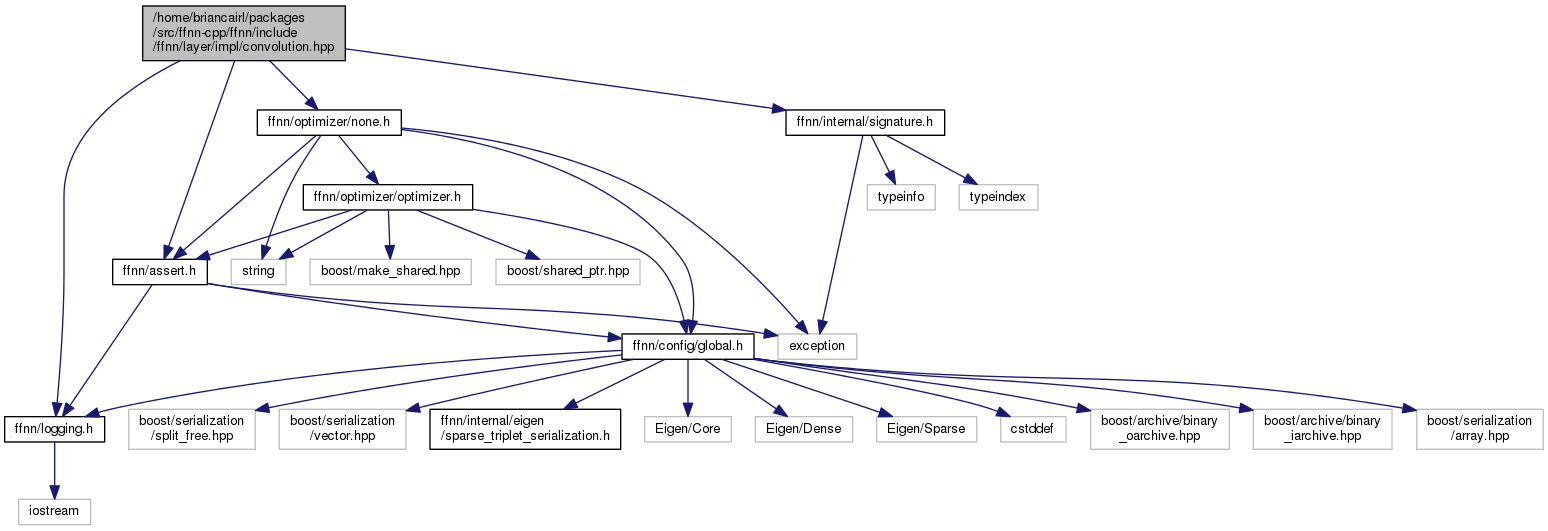 /home/briancairl/packages
/src/ffnn-cpp/ffnn/include
/ffnn/layer/impl/convolution.hpp
ffnn/optimizer/none.h
ffnn/internal/signature.h
ffnn/optimizer/optimizer.h
typeinfo
typeindex
ffnn/assert.h
string
boost/make_shared.hpp
boost/shared_ptr.hpp
ffnn/config/global.h
exception
ffnn/logging.h
boost/serialization
/split_free.hpp
boost/serialization
/vector.hpp
ffnn/internal/eigen
/sparse_triplet_serialization.h
Eigen/Core
Eigen/Dense
Eigen/Sparse
cstddef
boost/archive/binary
_oarchive.hpp
boost/archive/binary
_iarchive.hpp
boost/serialization
/array.hpp
iostream